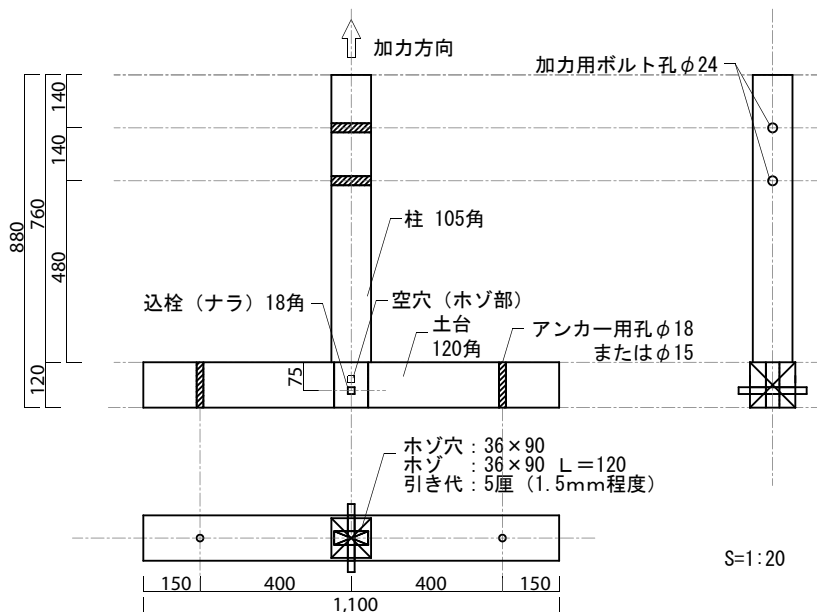 加力方向
加力用ボルト孔φ24
140
140
760
880
480
柱 105角
込栓(ナラ)18角
空穴(ホゾ部)
土台
120角
アンカー用孔φ18
またはφ15
120
75
ホゾ穴:36×90
ホゾ :36×90 L=120
引き代:5厘(1.5mm程度)
S=1:20
150
400
400
150
1,100